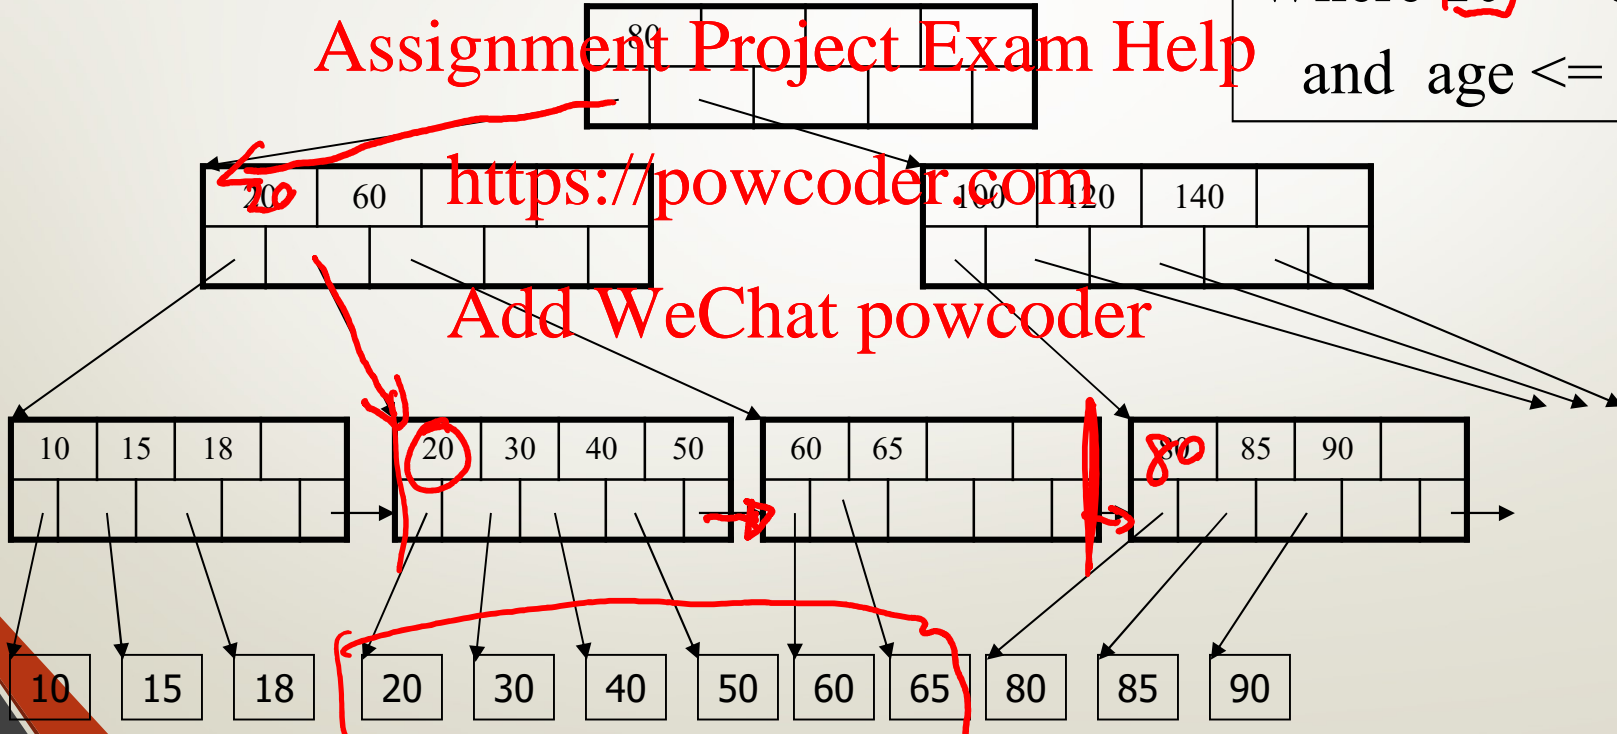 80
Assignment Project Exam Help
and age <=
https://powcoder.com
20 60
100 120 140
Add WeChat powcoder
10 15 18
20 30 40 50
60 65
80 85 90
10 15 18 20 30 40 50 60 65 80 85 90